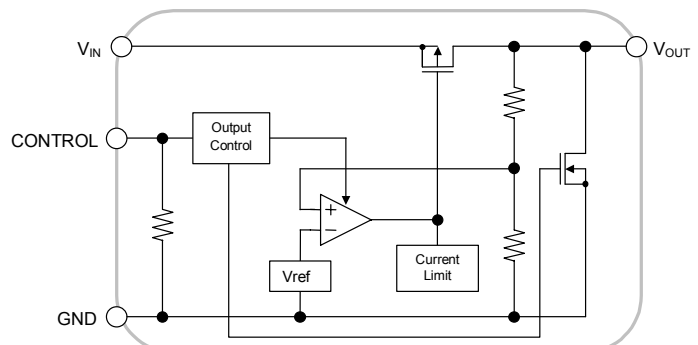 VIN
VOUT
CONTROL
Output
Control
+
−
Vref
Current
Limit
GND